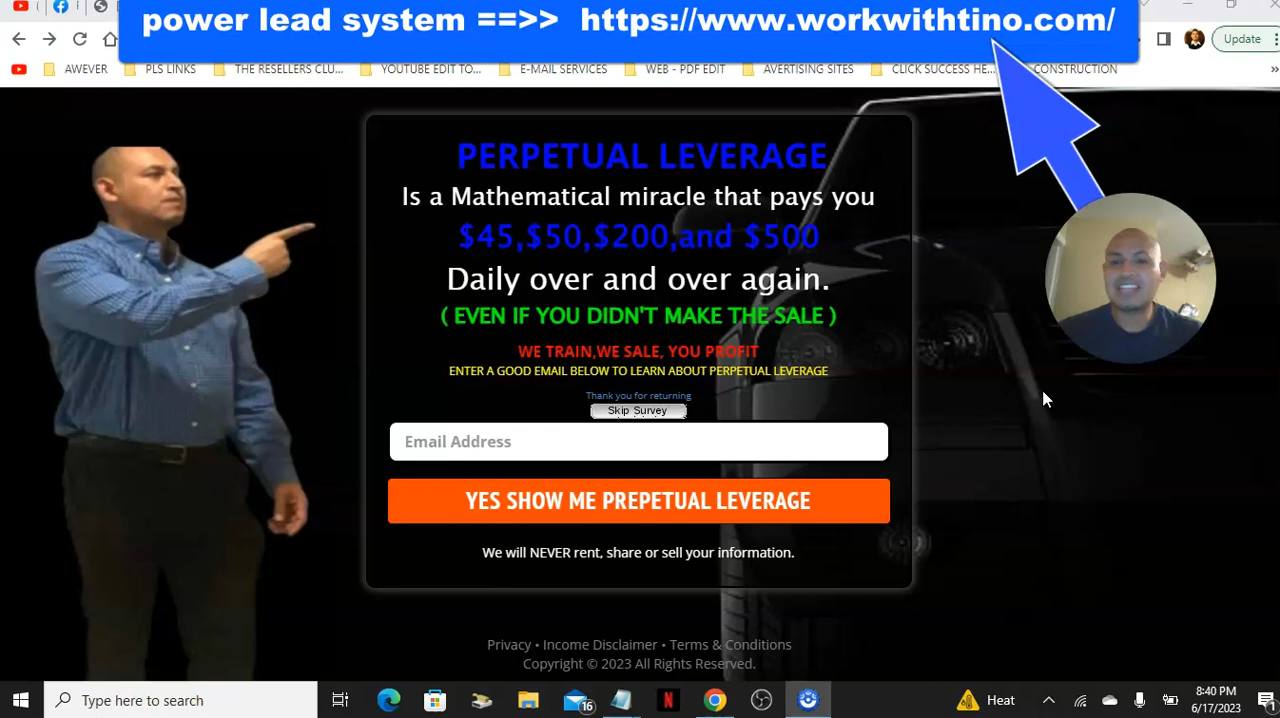 power lead system ==>> https://www.workwithtino.com/
Update
AWEVER
PLS LINKS
THE RESELLERS CLU...
YOUTUBE EDIT TO...
E-MAIL SERVICES
WEB - PDF EDIT
AVERTISING SITES
CLICK SUCCESS HE...
CONSTRUCTION
»
PERPETUAL LEVERAGE
Is a Mathematical miracle that pays you
$45,$50,$200,and $500
Daily over and over again.
( EVEN IF YOU DIDN'T MAKE THE SALE )
WE TRAIN,WE SALE, YOU PROFIT
ENTER A GOOD EMAIL BELOW TO LEARN ABOUT PERPETUAL LEVERAGE
Thank you for returning
Skip Survey
Email Address
YES SHOW ME PREPETUAL LEVERAGE
We will NEVER rent, share or sell your information.
Privacy • Income Disclaimer • Terms & Conditions
Copyright © 2023 All Rights Reserved.
Type here to search
16
N
Heat
8:40 PM
6/17/2023
1